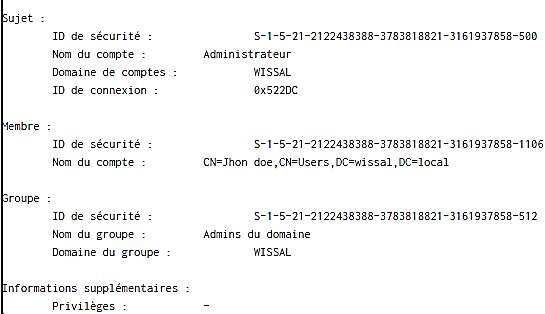 Sujet :
ID de sécurité : S-1-5-21-2122438388-3783818821-3161937858-500
Nom du compte : Administrateur
Domaine de comptes : WISSAL
ID de connexion : 0x522DC
Membre :
ID de sécurité : S-1-5-21-2122438388-3783818821-3161937858-1106
Nom du compte : CN=Jhon doe,CN=Users,DC=wissal,DC=local
Groupe :
ID de sécurité : S-1-5-21-2122438388-3783818821-3161937858-512
Nom du groupe : Admins du domaine
Domaine du groupe : WISSAL
Informations supplémentaires :
Privilèges : -